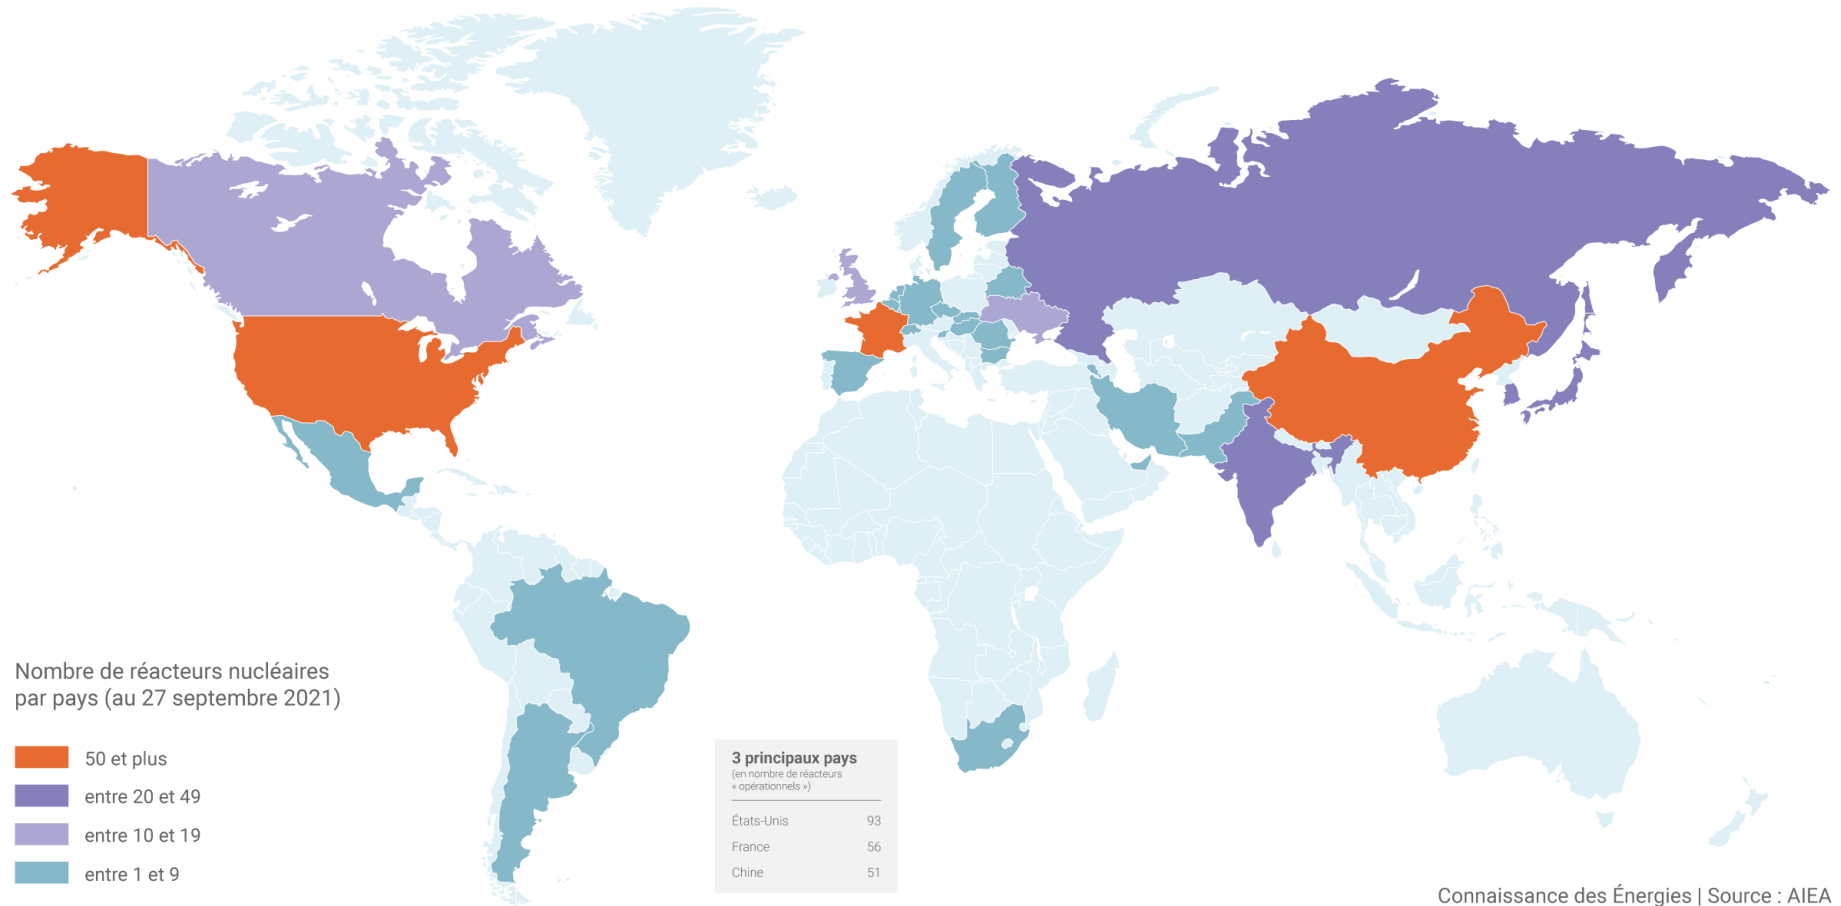 Nombre de réacteurs nucléaires
par pays (au 27 septembre 2021)
50 et plus
entre 20 et 49
entre 10 et 19
entre 1 et 9
3 principaux pays
(en nombre de réacteurs
« opérationnels »)
États-Unis 93
France 56
Chine 51
Connaissance des Énergies | Source : AIEA